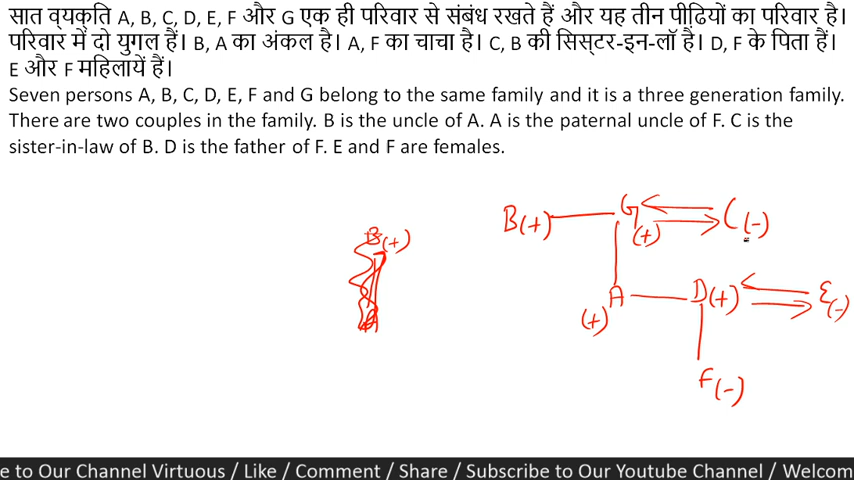 सात व्यक्ति A, B, C, D, E, F और G एक ही परिवार से संबंध रखते हैं और यह तीन पीढ़ियों का परिवार है।
परिवार में दो युगल हैं। B, A का अंकल है। A, F का चाचा है। C, B की सिस्टर-इन-लॉ है। D, F के पिता हैं।
E और F महिलायें हैं।
Seven persons A, B, C, D, E, F and G belong to the same family and it is a three generation family.
There are two couples in the family. B is the uncle of A. A is the paternal uncle of F. C is the
sister-in-law of B. D is the father of F. E and F are females.
B(+) G(+) C(-)
B(+)
A(+) D(+) E(-)
F(-)
e to Our Channel Virtuous / Like / Comment / Share / Subscribe to Our Youtube Channel / Welcom